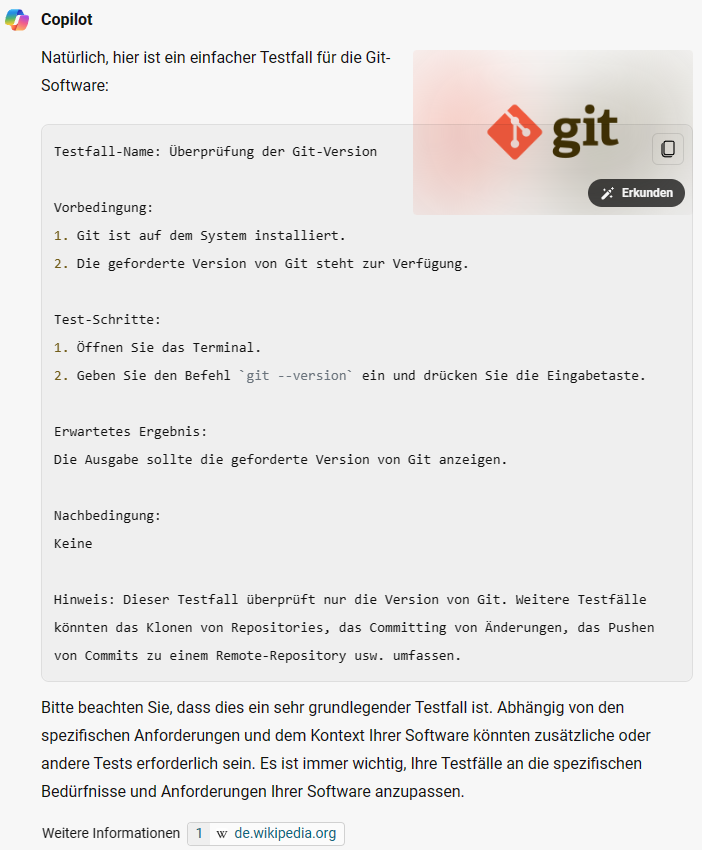 Copilot
Natürlich, hier ist ein einfacher Testfall für die Git-
Software:
git
Erkunden
Testfall-Name: Überprüfung der Git-Version
Vorbedingung:
1. Git ist auf dem System installiert.
2. Die geforderte Version von Git steht zur Verfügung.
Test-Schritte:
1. Öffnen Sie das Terminal.
2. Geben Sie den Befehl `git --version` ein und drücken Sie die Eingabetaste.
Erwartetes Ergebnis:
Die Ausgabe sollte die geforderte Version von Git anzeigen.
Nachbedingung:
Keine
Hinweis: Dieser Testfall überprüft nur die Version von Git. Weitere Testfälle
könnten das Klonen von Repositories, das Committing von Änderungen, das Pushen
von Commits zu einem Remote-Repository usw. umfassen.
Bitte beachten Sie, dass dies ein sehr grundlegender Testfall ist. Abhängig von den
spezifischen Anforderungen und dem Kontext Ihrer Software könnten zusätzliche oder
andere Tests erforderlich sein. Es ist immer wichtig, Ihre Testfälle an die spezifischen
Bedürfnisse und Anforderungen Ihrer Software anzupassen.
Weitere Informationen 1 w de.wikipedia.org